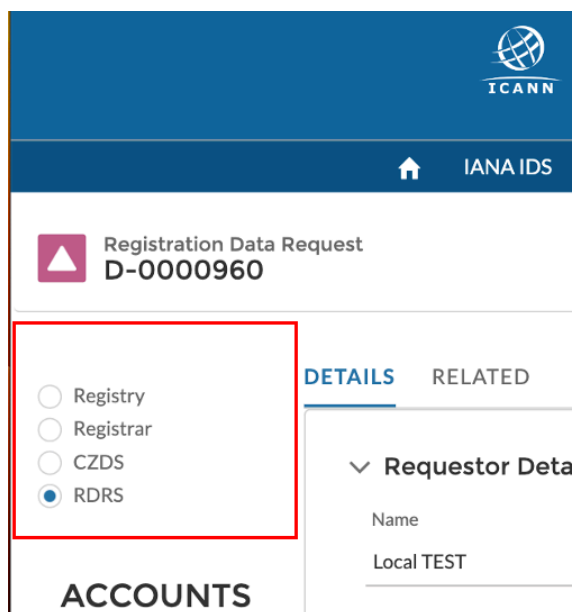 ICANN
IANA IDS
Registration Data Request
D-0000960
Registry
Registrar
CZDS
RDRS
ACCOUNTS
DETAILS RELATED
Requestor Deta
Name
Local TEST